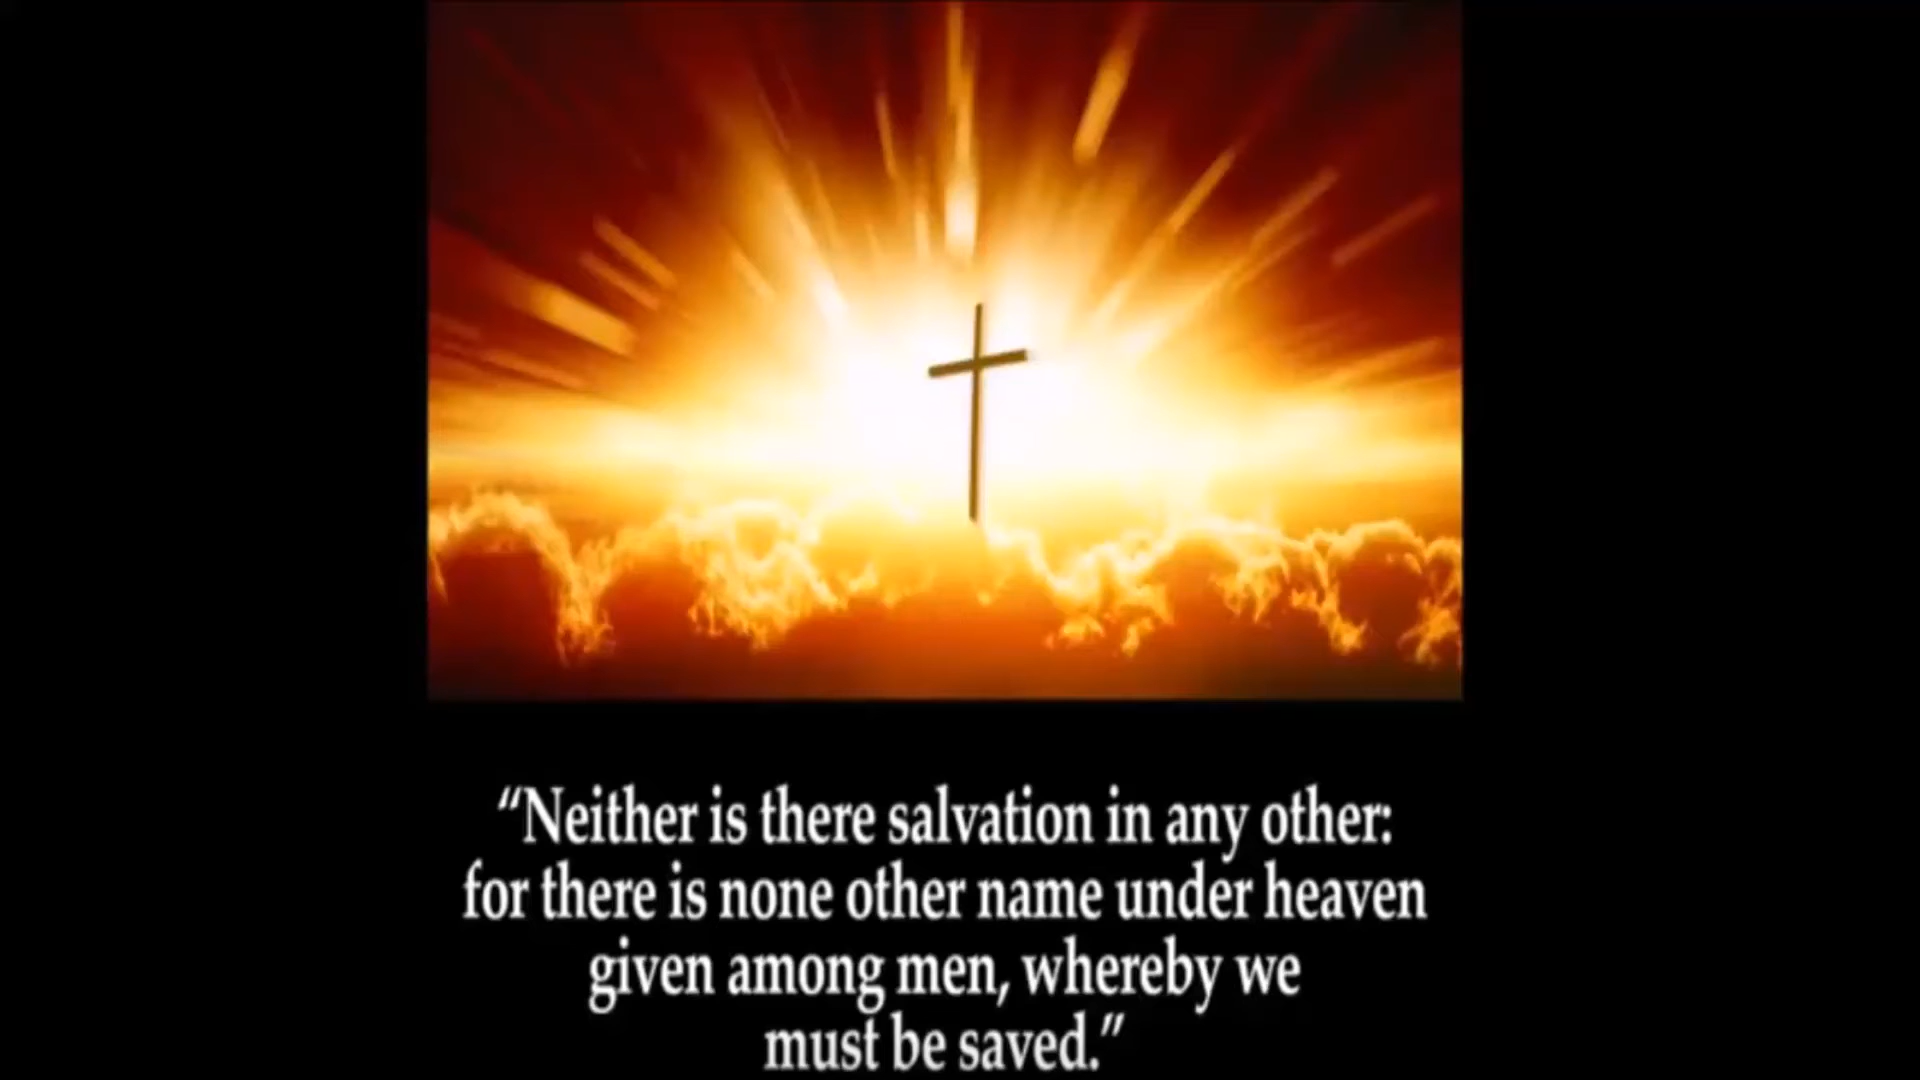 “Neither is there salvation in any other:
for there is none other name under heaven
given among men, whereby we
must be saved.”